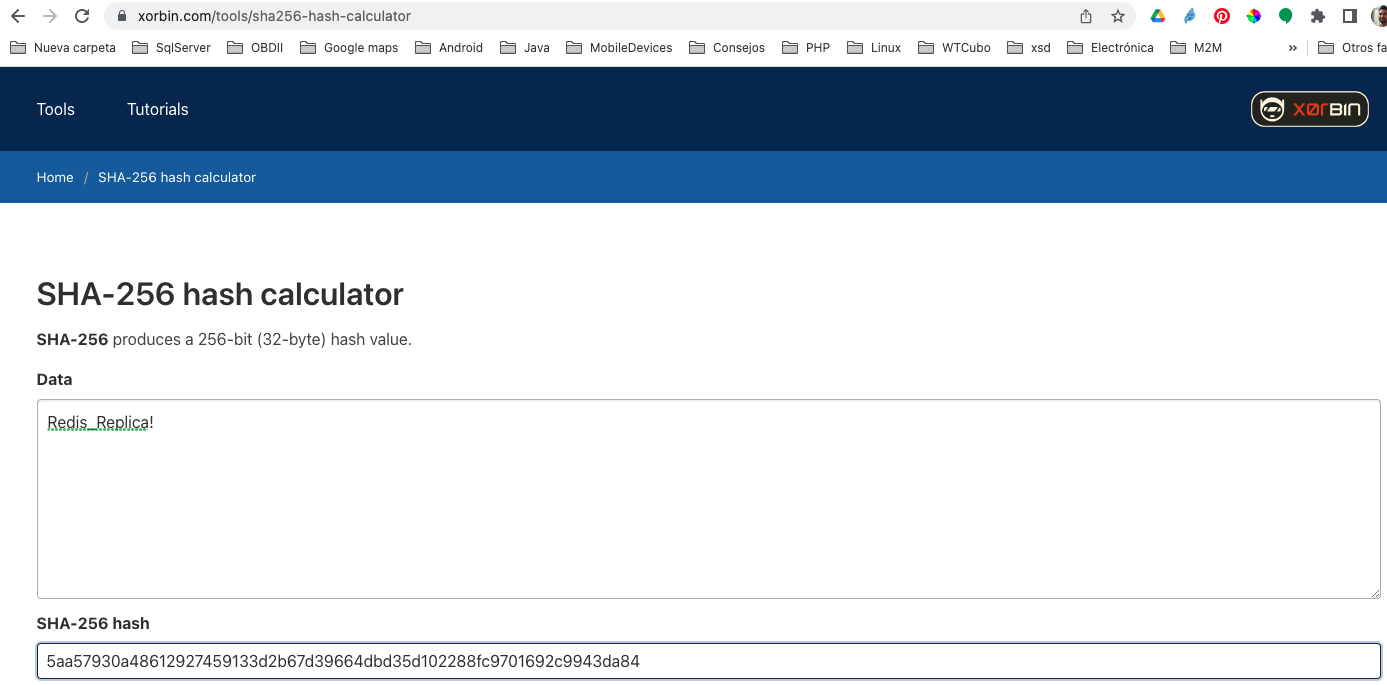 xorbin.com/tools/sha256-hash-calculator
Nueva carpeta SqlServer OBDII Google maps Android Java MobileDevices Consejos PHP Linux WTCubo xsd Electrónica M2M » Otros fa
Tools Tutorials xørBIN
Home / SHA-256 hash calculator
SHA-256 hash calculator
SHA-256 produces a 256-bit (32-byte) hash value.
Data
Redis_Replica!
SHA-256 hash
5aa57930a48612927459133d2b67d39664dbd35d102288fc9701692c9943da84